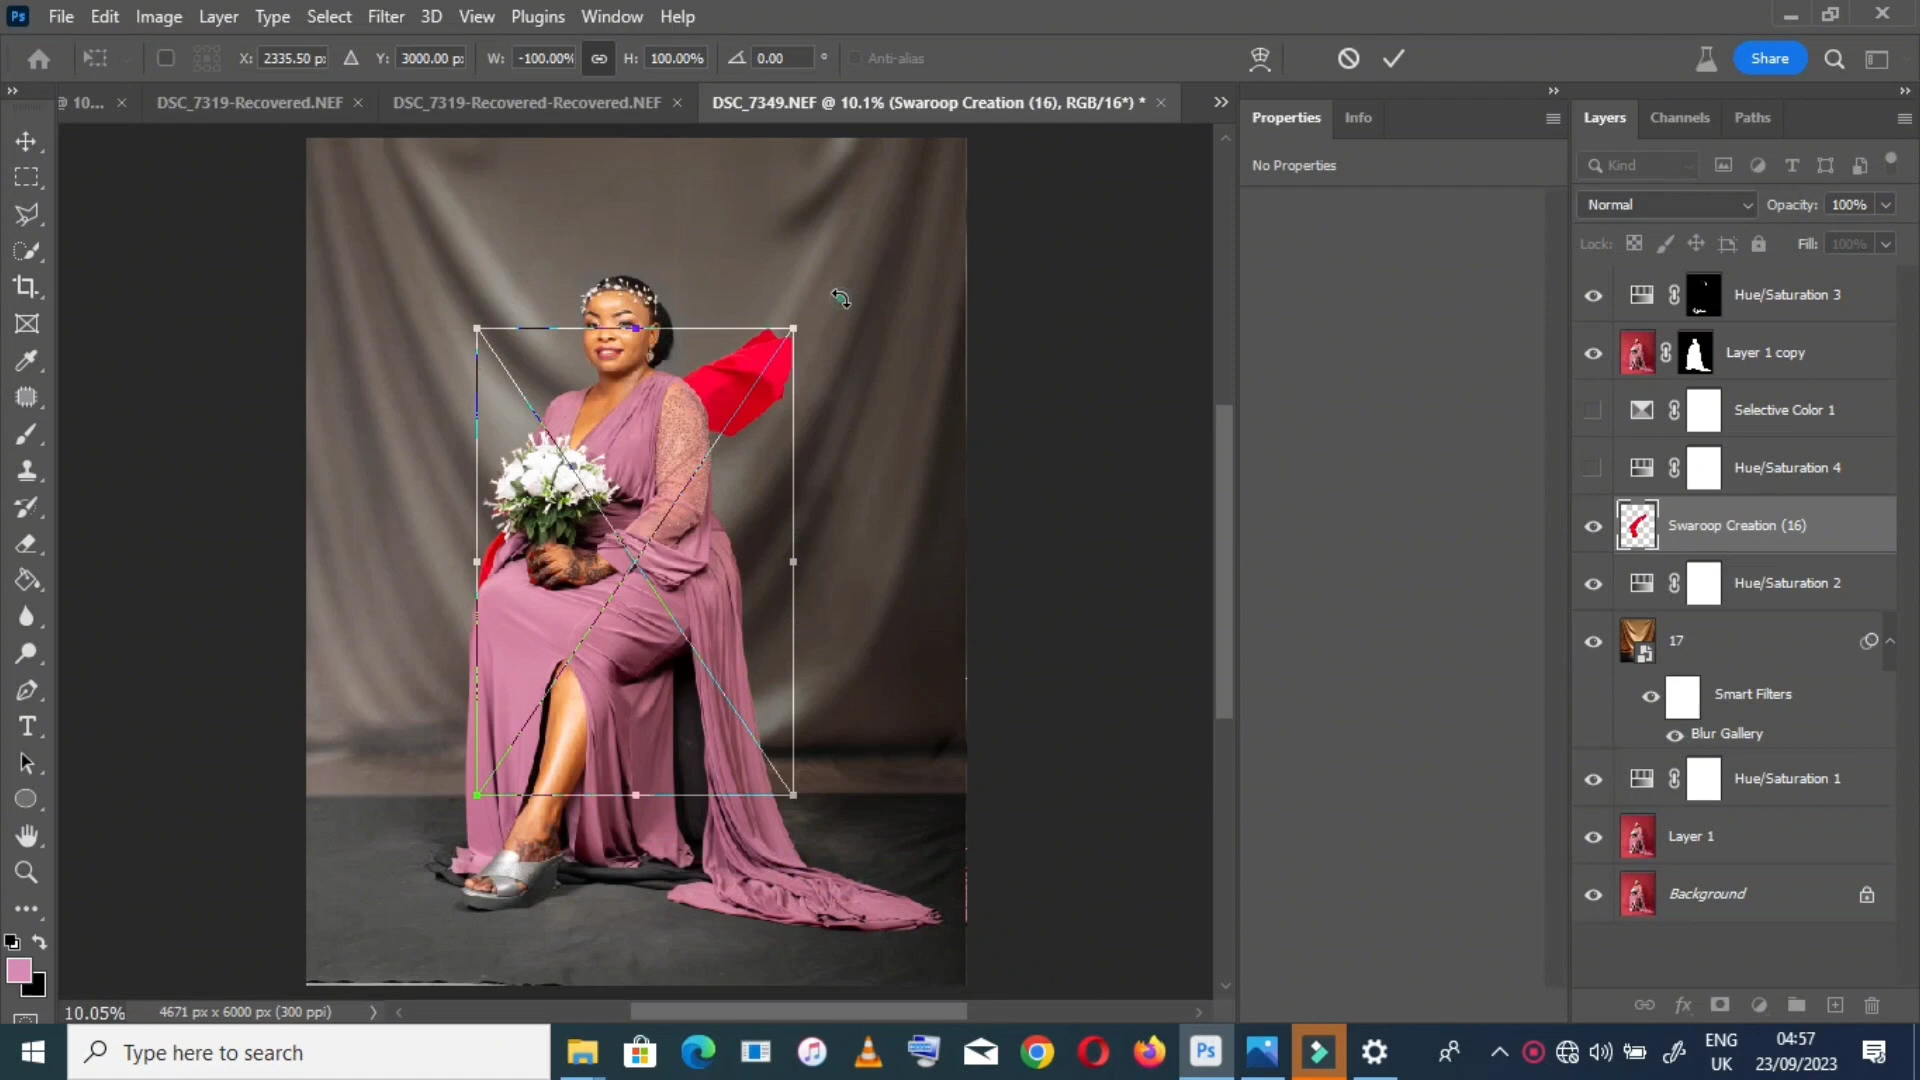 Ps File Edit Image Layer Type Select Filter 3D View Plugins Window Help
X: 2335.50 px Y: 3000.00 px W: -100.00% H: 100.00% 0.00 ° Anti-alias Share
@ 10... × DSC_7319-Recovered.NEF × DSC_7319-Recovered-Recovered.NEF × DSC_7349.NEF @ 10.1% (Swaroop Creation (16), RGB/16*) * ×
Properties Info
No Properties
Layers Channels Paths
Kind
Normal Opacity: 100%
Lock: Fill: 100%
Hue/Saturation 3
Layer 1 copy
Selective Color 1
Hue/Saturation 4
Swaroop Creation (16)
Hue/Saturation 2
17
Smart Filters
Blur Gallery
Hue/Saturation 1
Layer 1
Background
10.05% 4671 px x 6000 px (300 ppi)
Type here to search
Ps
ENG
UK
04:57
23/09/2023